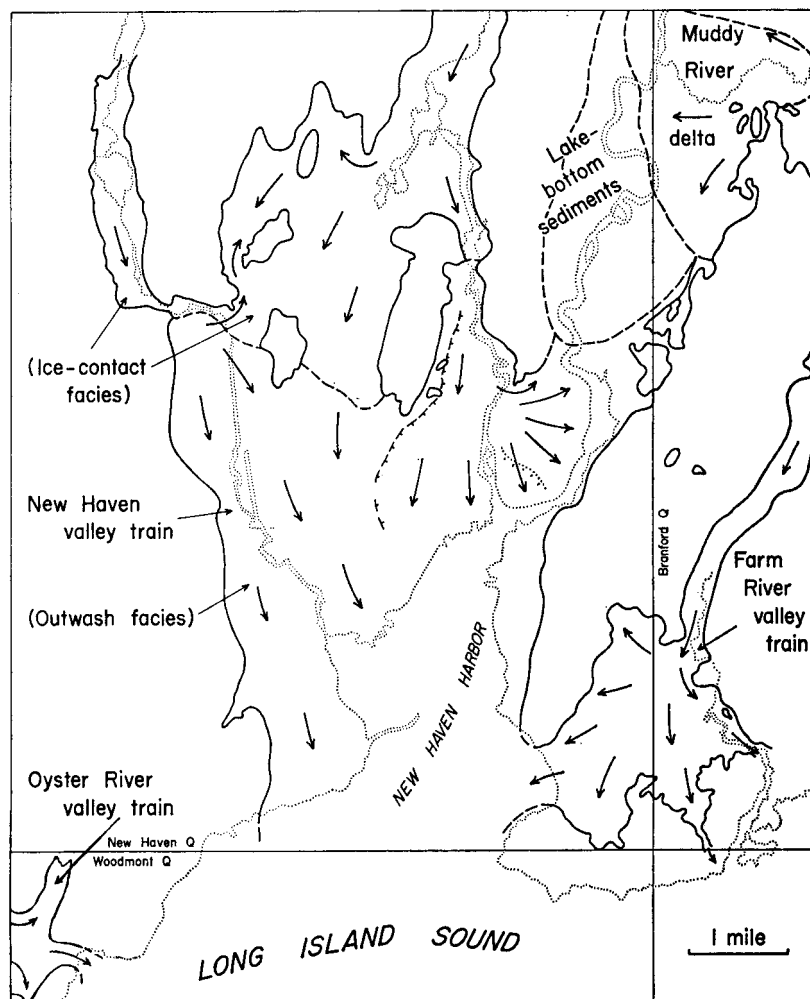 Muddy
River
delta
Lake-
bottom
sediments
(Ice-contact
facies)
New Haven
valley train
(Outwash facies)
Branford Q
Farm
River
valley
train
NEW HAVEN HARBOR
Oyster River
valley train
New Haven Q
Woodmont Q
LONG ISLAND SOUND
1 mile